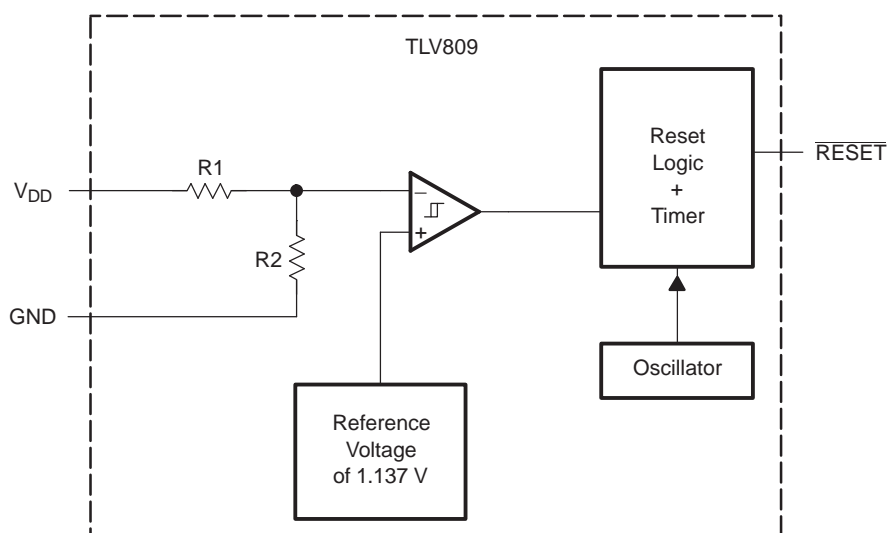 TLV809
Reset
Logic
+
Timer
RESET
R1
VDD
−
+
R2
GND
Oscillator
Reference
Voltage
of 1.137 V